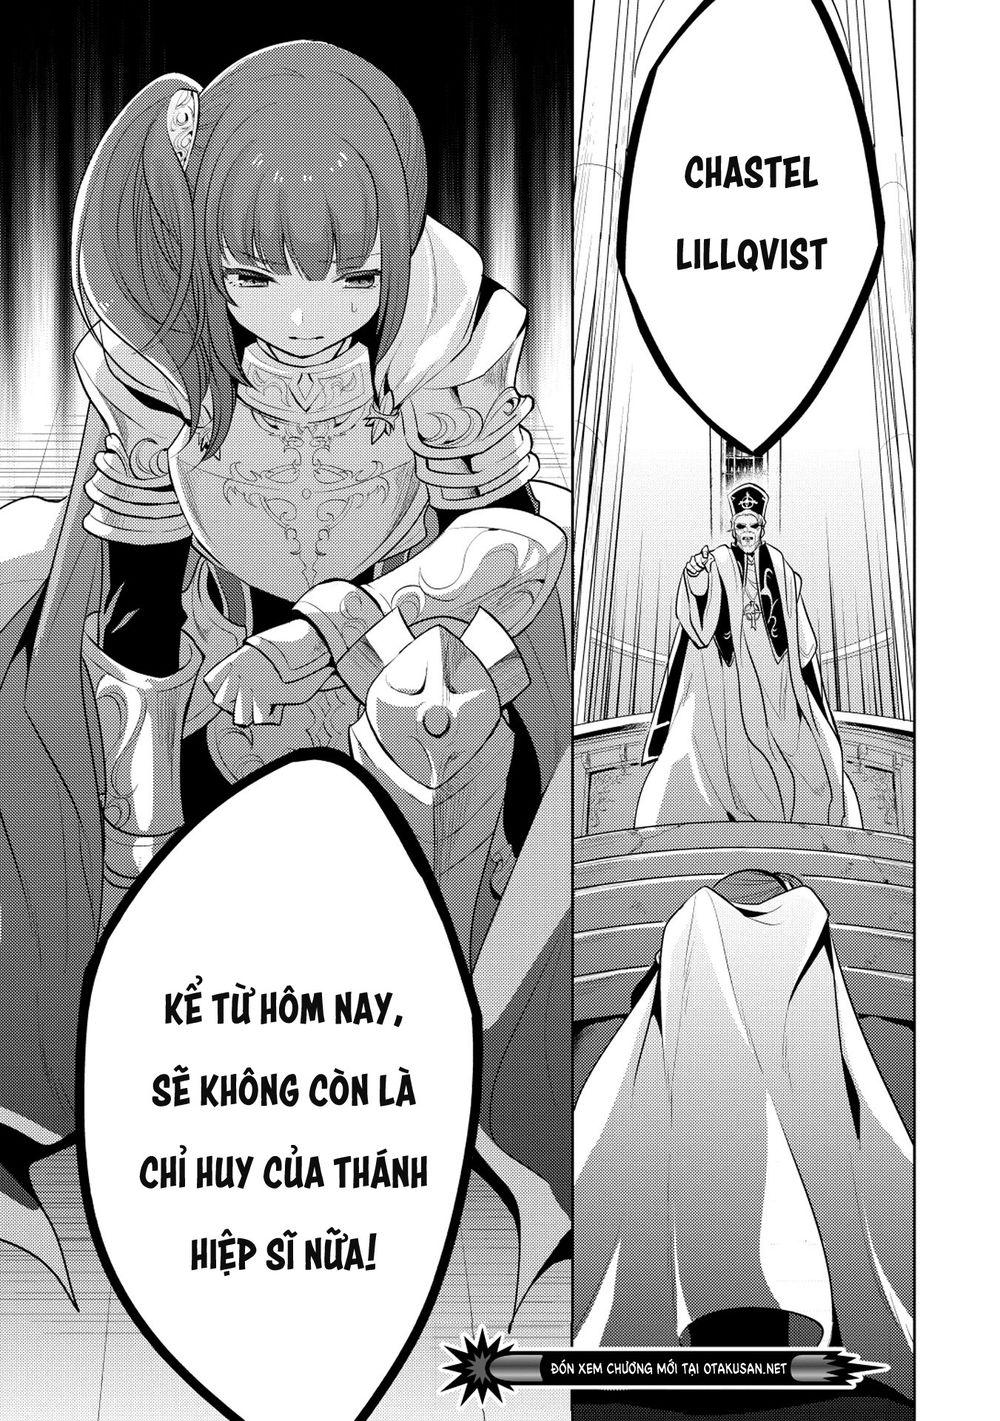 CHASTEL
LILLQVIST
KỂ TỪ HÔM NAY,
SẼ KHÔNG CÒN LÀ
CHỈ HUY CỦA THÁNH
HIỆP SĨ NỮA!
ĐÓN XEM CHƯƠNG MỚI TẠI OTAKUSAN.NET